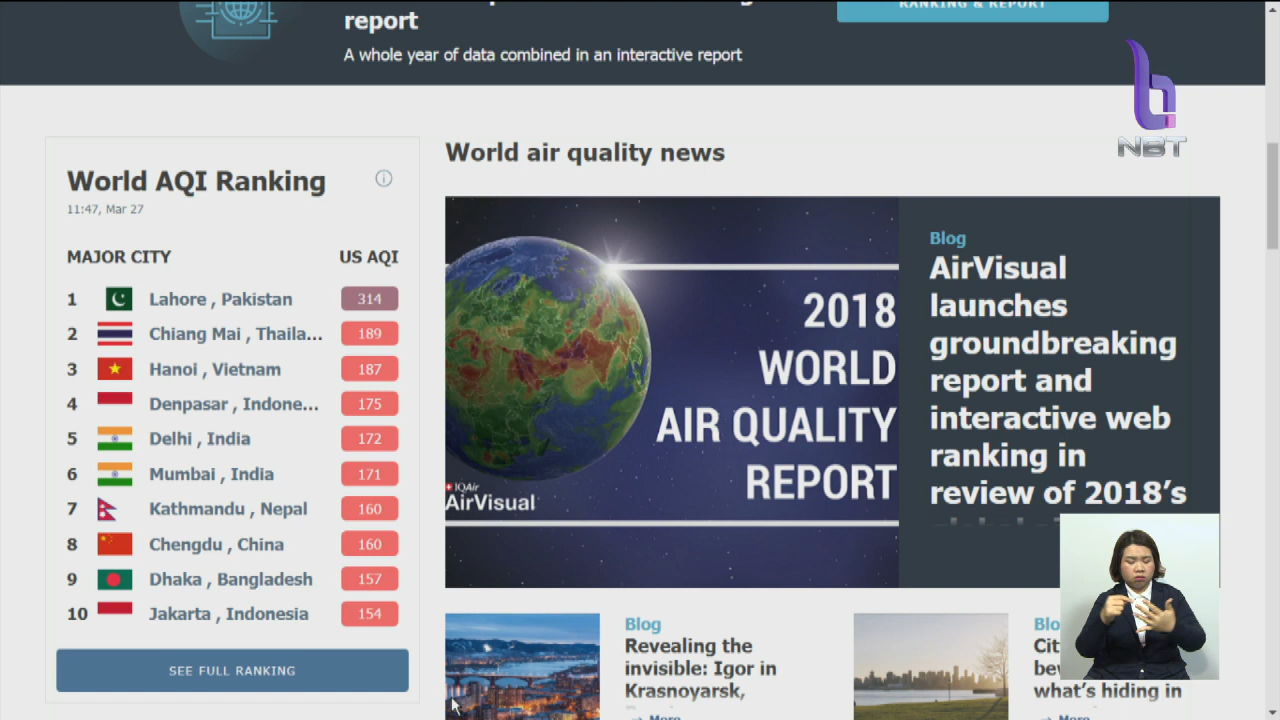 report
RANKING & REPORT
A whole year of data combined in an interactive report
NBT
World AQI Ranking
11:47, Mar 27
MAJOR CITY US AQI
1 Lahore , Pakistan 314
2 Chiang Mai , Thaila... 189
3 Hanoi , Vietnam 187
4 Denpasar , Indone... 175
5 Delhi , India 172
6 Mumbai , India 171
7 Kathmandu , Nepal 160
8 Chengdu , China 160
9 Dhaka , Bangladesh 157
10 Jakarta , Indonesia 154
SEE FULL RANKING
World air quality news
2018
WORLD
AIR QUALITY
REPORT
IQAir
AirVisual
Blog
AirVisual
launches
groundbreaking
report and
interactive web
ranking in
review of 2018's
Blog
Revealing the
invisible: Igor in
Krasnoyarsk,
More
Blo
Cit
bey
what's hiding in
More